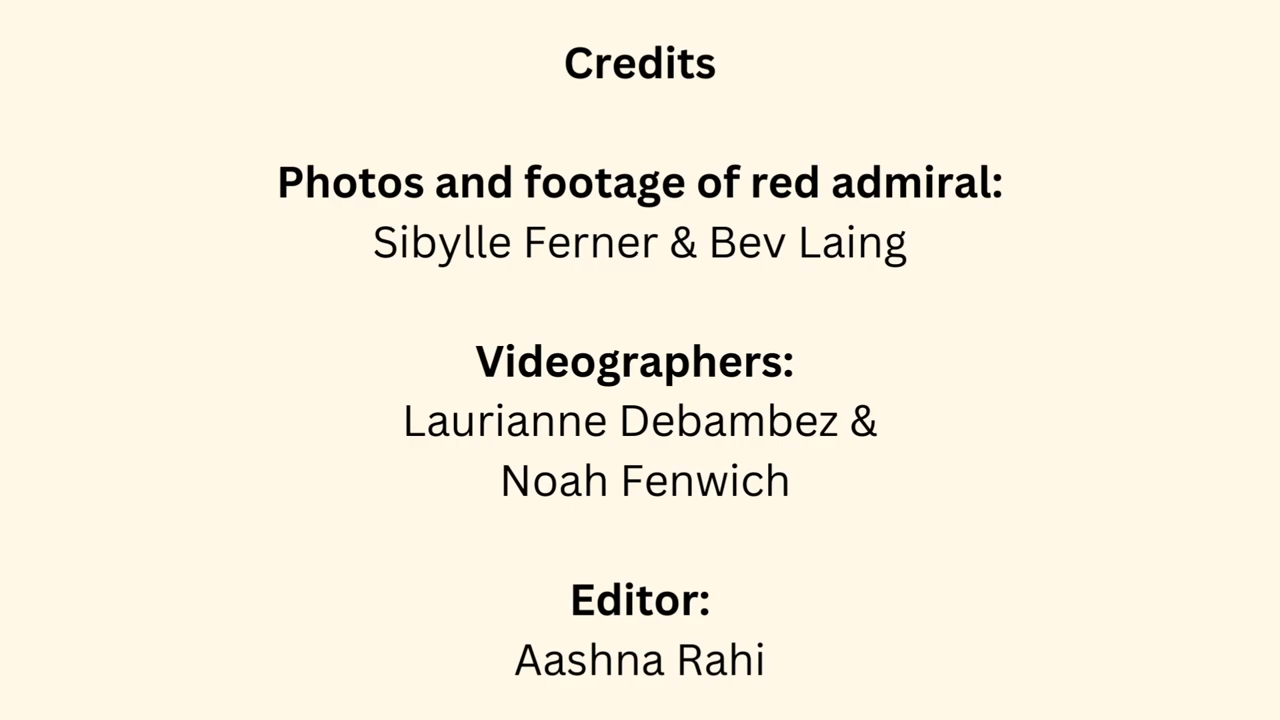 Credits
Photos and footage of red admiral:
Sibylle Ferner & Bev Laing
Videographers:
Laurianne Debambez &
Noah Fenwich
Editor:
Aashna Rahi